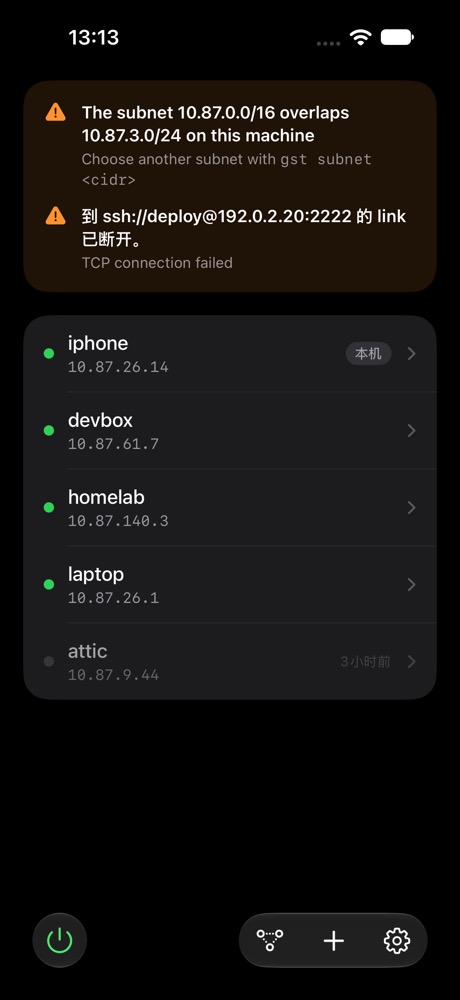 13:13
The subnet 10.87.0.0/16 overlaps
10.87.3.0/24 on this machine
Choose another subnet with gst subnet
<cidr>
到 ssh://deploy@192.0.2.20:2222 的 link
已断开。
TCP connection failed
iphone
10.87.26.14
本机
devbox
10.87.61.7
homelab
10.87.140.3
laptop
10.87.26.1
attic
10.87.9.44
3小时前